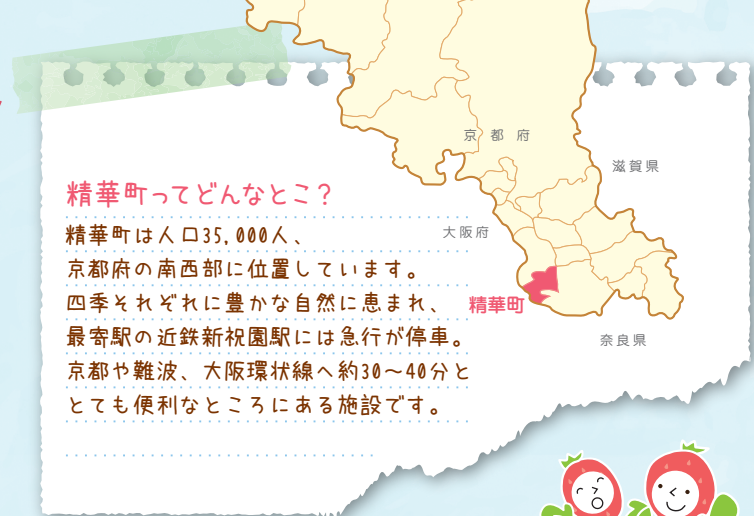 京都府
滋賀県
精華町ってどんなとこ？
精華町は人口35,000人、
大阪府
京都府の南西部に位置しています。
四季それぞれに豊かな自然に恵まれ、
精華町
最寄駅の近鉄新祝園駅には急行が停車。
奈良県
京都や難波、大阪環状線へ約30～40分と
とても便利なところにある施設です。